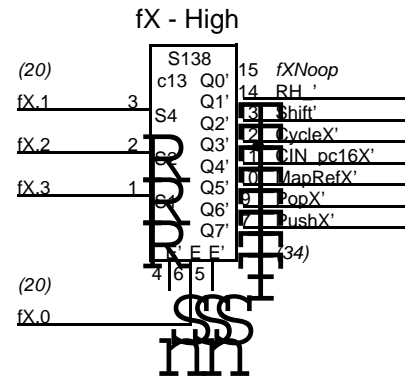 fX - High
S138
c13
(20)
fX.1 3 S4
fX.2 2
fX.3 1
Q0' 15 fXNoop
Q1' 14 RH_'
Q2' Shift'
Q3' CycleX'
Q4' CIN_pc16X'
Q5' MapRefX'
Q6' 9 PopX'
Q7' 7 PushX'
(34)
E' E E'
4 6 5
(20)
fX.0